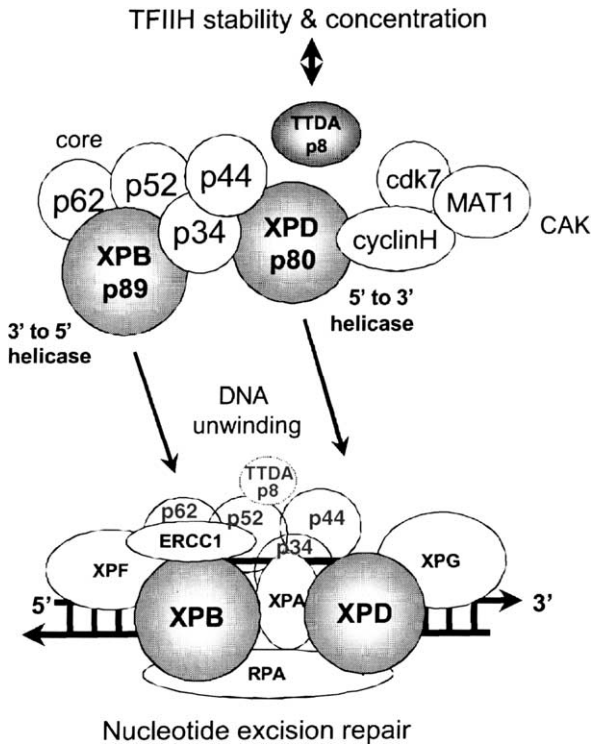 TFIIH stability & concentration
TTDA
p8
core
p62
p52
p44
p34
cdk7
MAT1
cyclinH
CAK
XPB
p89
XPD
p80
3’ to 5’
helicase
5’ to 3’
helicase
DNA
unwinding
TTDA
p8
p62
p52
p44
ERCC1
p34
XPF
XPG
5’
XPB
XPA
XPD
3’
RPA
Nucleotide excision repair